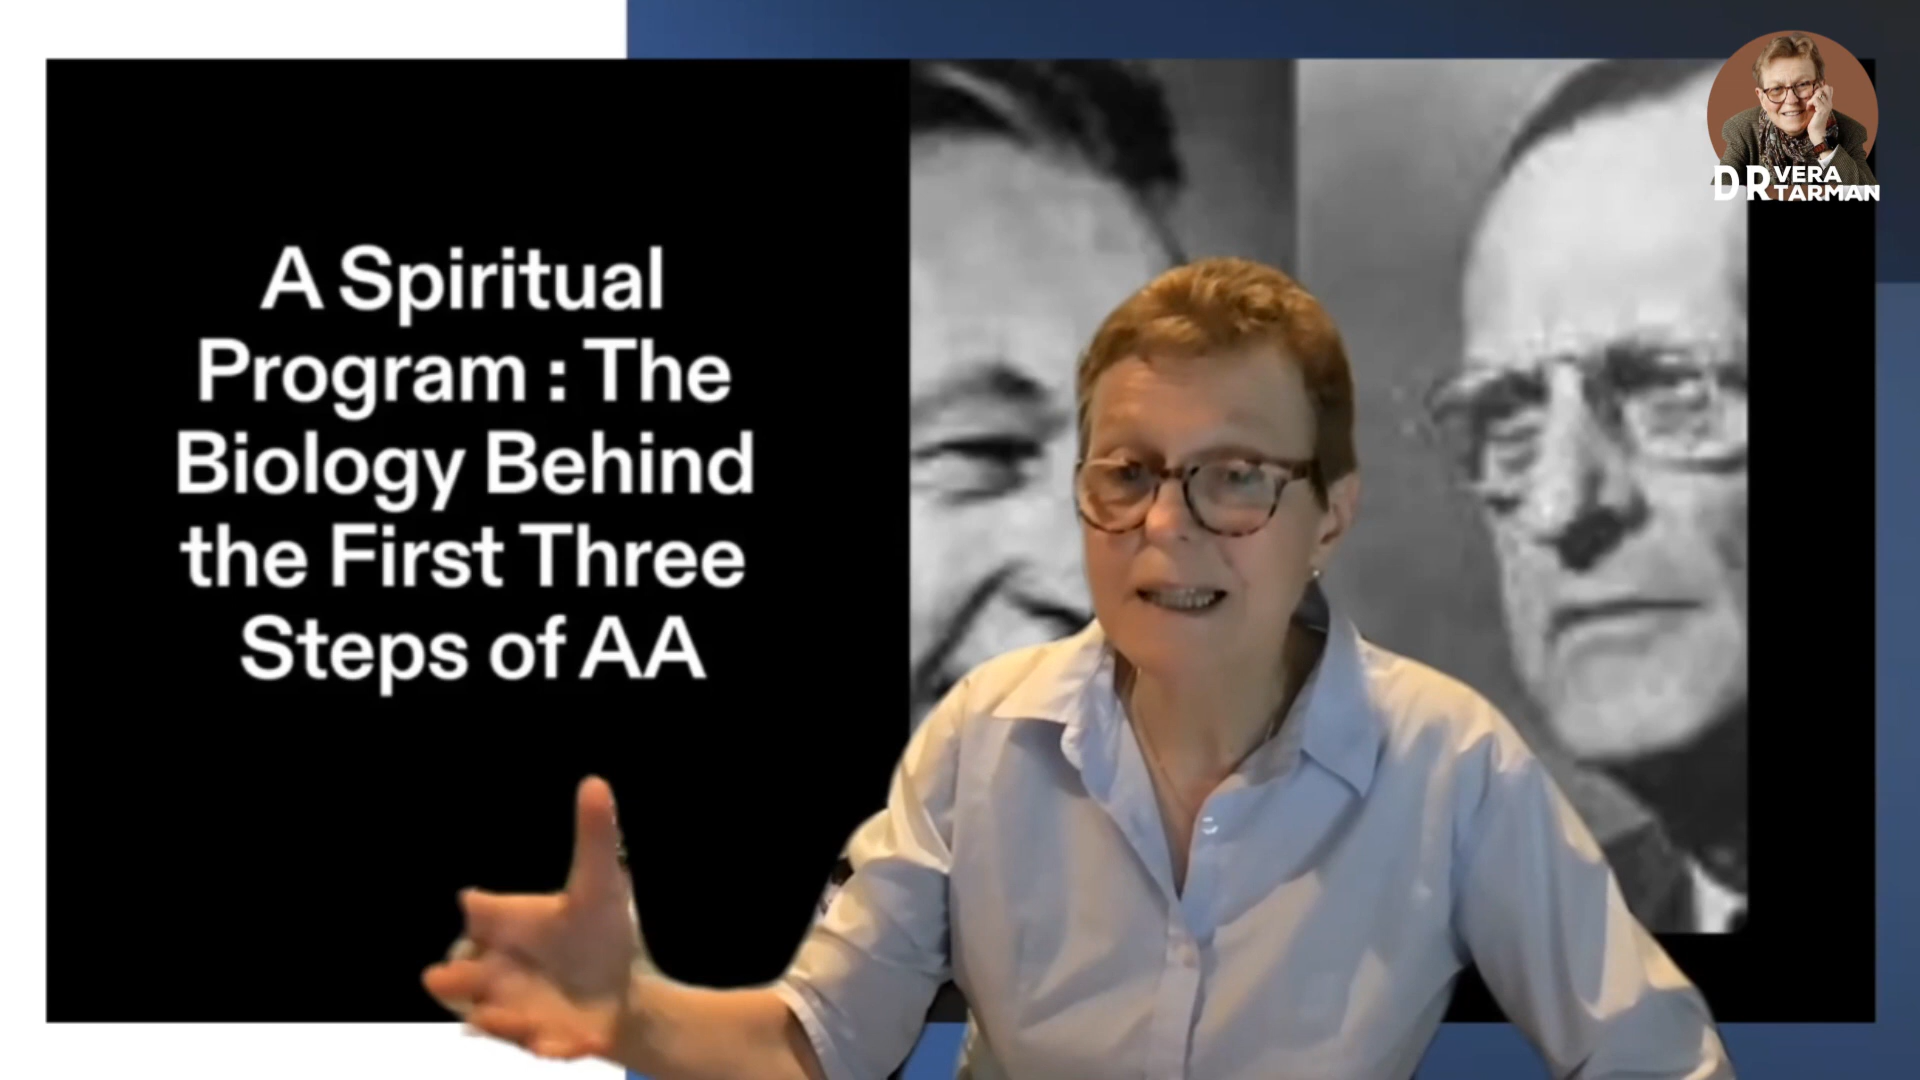 A Spiritual
Program : The
Biology Behind
the First Three
Steps of AA
DR VERA
TARMAN